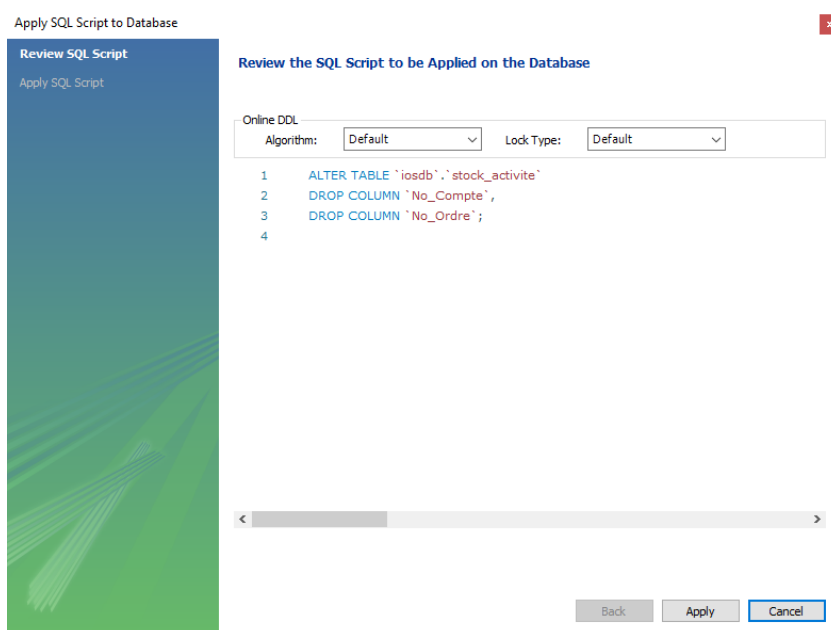 Apply SQL Script to Database
Review SQL Script
Apply SQL Script
Review the SQL Script to be Applied on the Database
Online DDL
Algorithm: Default Lock Type: Default
1 ALTER TABLE `iosdb`.`stock_activite`
2 DROP COLUMN `No_Compte`,
3 DROP COLUMN `No_Ordre`;
4
Back Apply Cancel